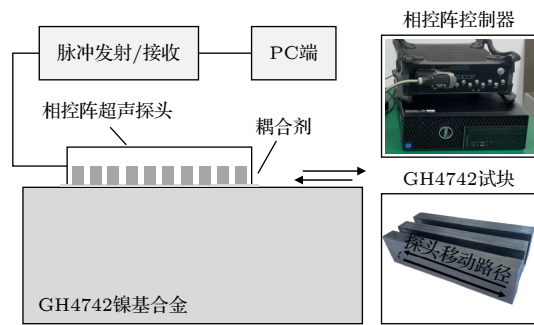 相控阵控制器
脉冲发射/接收
PC端
相控阵超声探头
耦合剂
GH4742试块
探头移动路径
GH4742镍基合金